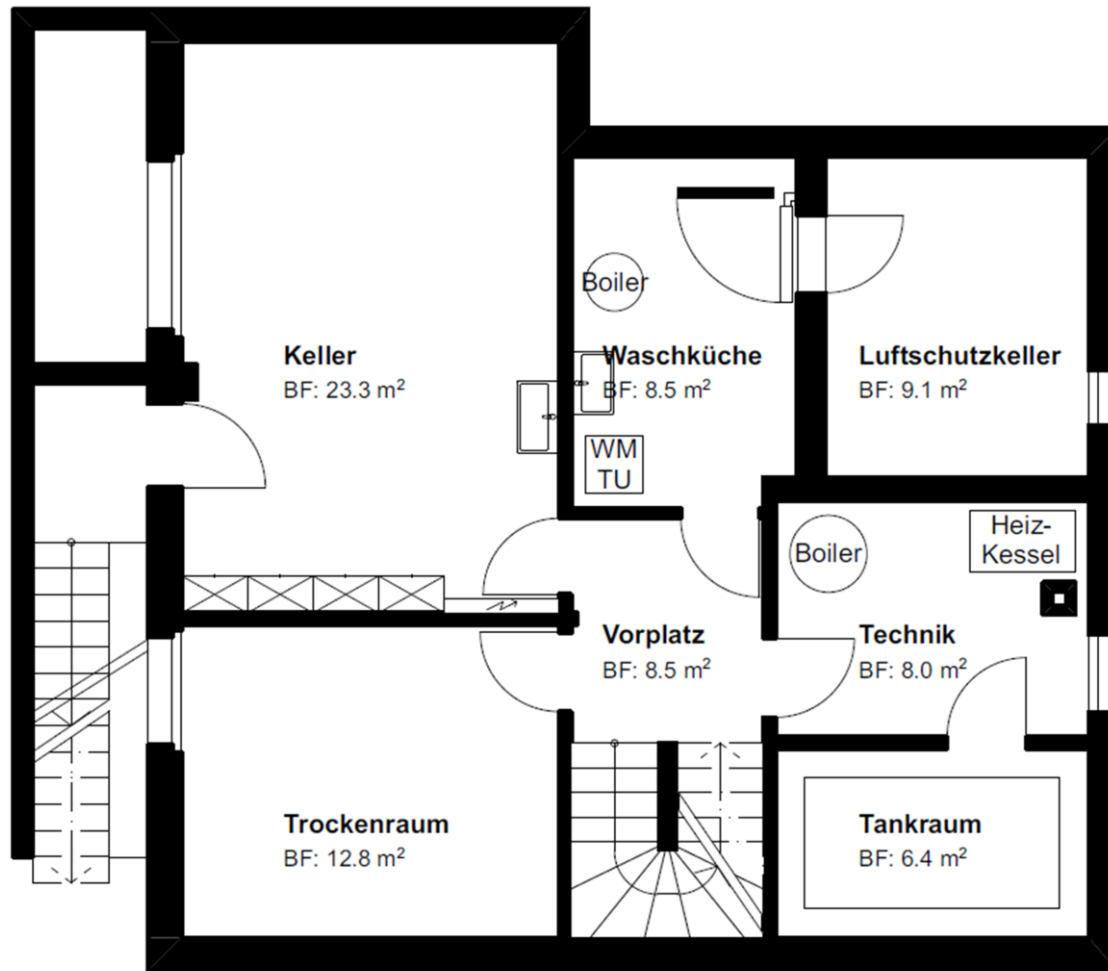 Boiler
Keller
BF: 23.3 m²
Waschküche
BF: 8.5 m²
Luftschutzkeller
BF: 9.1 m²
WM
TU
Boiler
Heiz-
Kessel
Vorplatz
BF: 8.5 m²
Technik
BF: 8.0 m²
Trockenraum
BF: 12.8 m²
Tankraum
BF: 6.4 m²